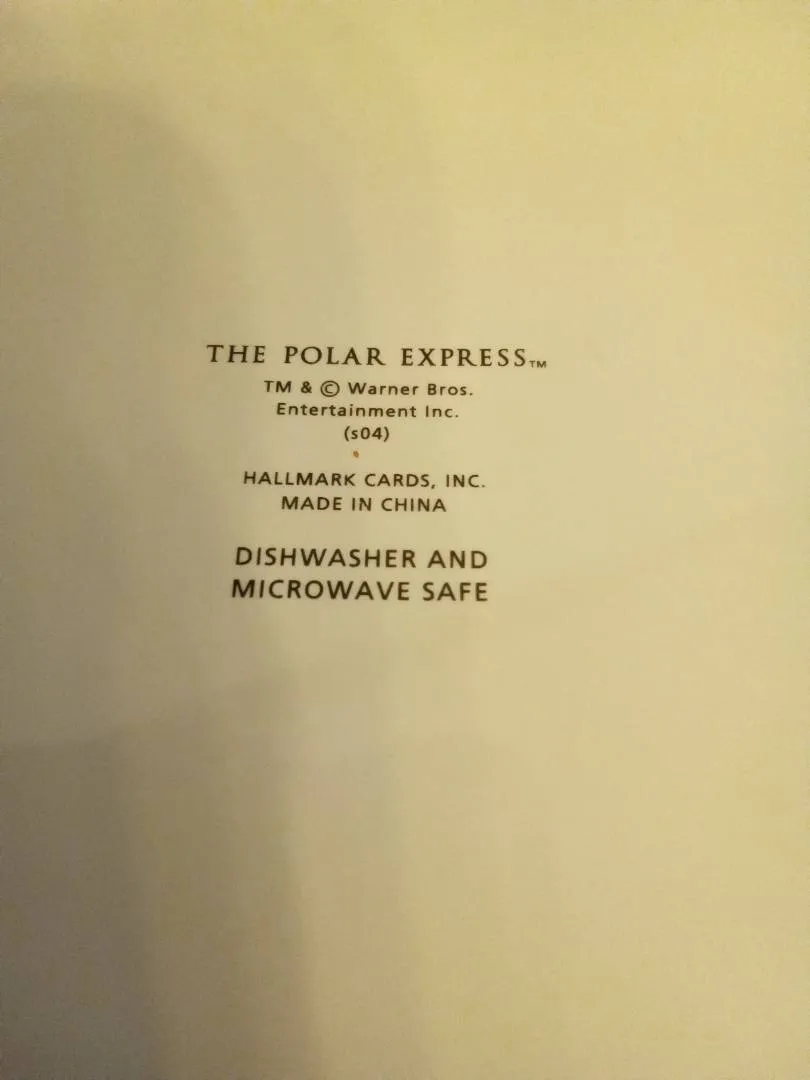 THE POLAR EXPRESS™
TM & © Warner Bros.
Entertainment Inc.
(s04)
HALLMARK CARDS, INC.
MADE IN CHINA
DISHWASHER AND
MICROWAVE SAFE